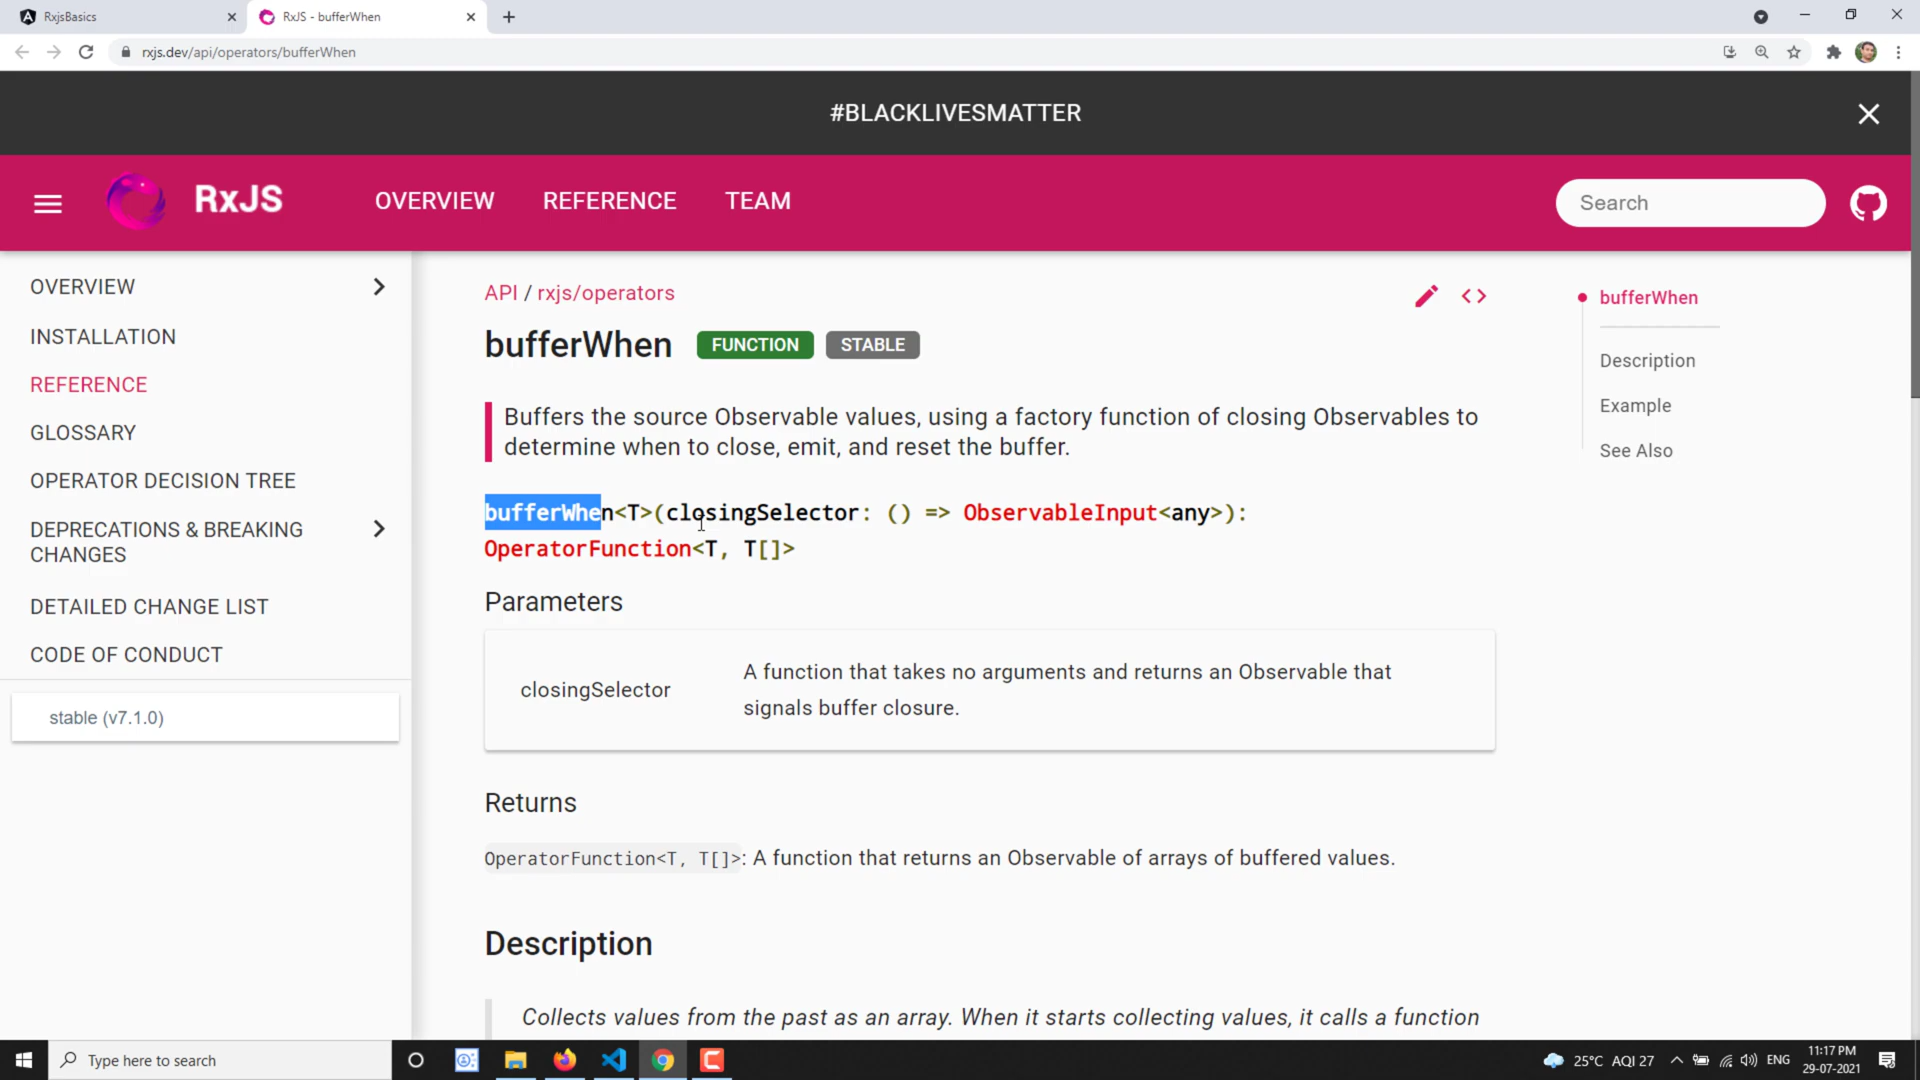 RxjsBasics
RxJS - bufferWhen
rxjs.dev/api/operators/bufferWhen
#BLACKLIVESMATTER
RxJS
OVERVIEW
REFERENCE
TEAM
Search
OVERVIEW
INSTALLATION
REFERENCE
GLOSSARY
OPERATOR DECISION TREE
DEPRECATIONS & BREAKING
CHANGES
DETAILED CHANGE LIST
CODE OF CONDUCT
stable (v7.1.0)
API / rxjs/operators
bufferWhen
FUNCTION
STABLE
Buffers the source Observable values, using a factory function of closing Observables to
determine when to close, emit, and reset the buffer.
bufferWhen<T>(closingSelector: () => ObservableInput<any>):
OperatorFunction<T, T[]>
Parameters
closingSelector
A function that takes no arguments and returns an Observable that
signals buffer closure.
Returns
OperatorFunction<T, T[]>: A function that returns an Observable of arrays of buffered values.
Description
Collects values from the past as an array. When it starts collecting values, it calls a function
bufferWhen
Description
Example
See Also
Type here to search
25°C AQI 27
ENG
11:17 PM
29-07-2021